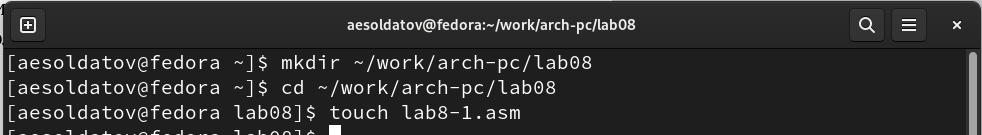 aesoldatov@fedora:~/work/arch-pc/lab08
[aesoldatov@fedora ~]$ mkdir ~/work/arch-pc/lab08
[aesoldatov@fedora ~]$ cd ~/work/arch-pc/lab08
[aesoldatov@fedora lab08]$ touch lab8-1.asm
[aesoldatov@fedora lab08]$